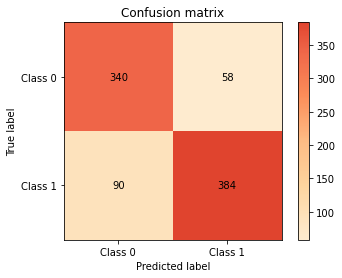 Confusion matrix
Class 0
340
58
350
300
250
True label
200
Class 1
90
384
150
100
Class 0
Class 1
Predicted label